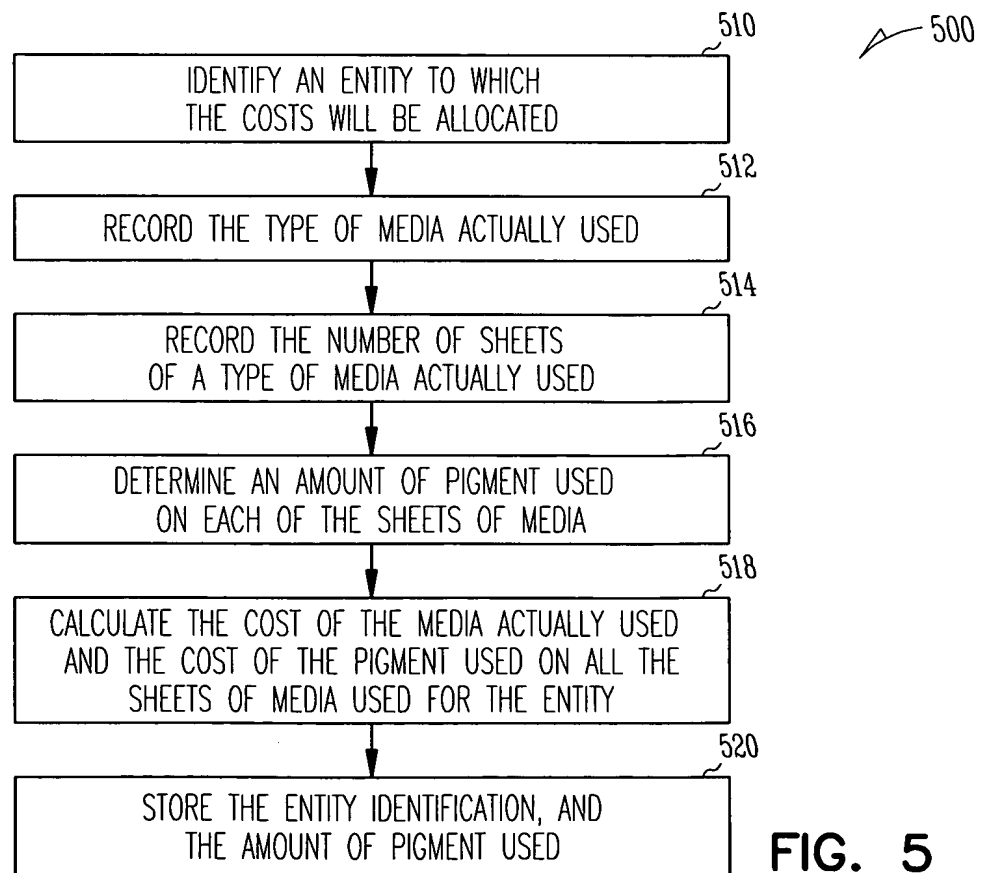 500
510
IDENTIFY AN ENTITY TO WHICH
THE COSTS WILL BE ALLOCATED
512
RECORD THE TYPE OF MEDIA ACTUALLY USED
514
RECORD THE NUMBER OF SHEETS
OF A TYPE OF MEDIA ACTUALLY USED
516
DETERMINE AN AMOUNT OF PIGMENT USED
ON EACH OF THE SHEETS OF MEDIA
518
CALCULATE THE COST OF THE MEDIA ACTUALLY USED
AND THE COST OF THE PIGMENT USED ON ALL THE
SHEETS OF MEDIA USED FOR THE ENTITY
520
STORE THE ENTITY IDENTIFICATION, AND
THE AMOUNT OF PIGMENT USED
FIG. 5